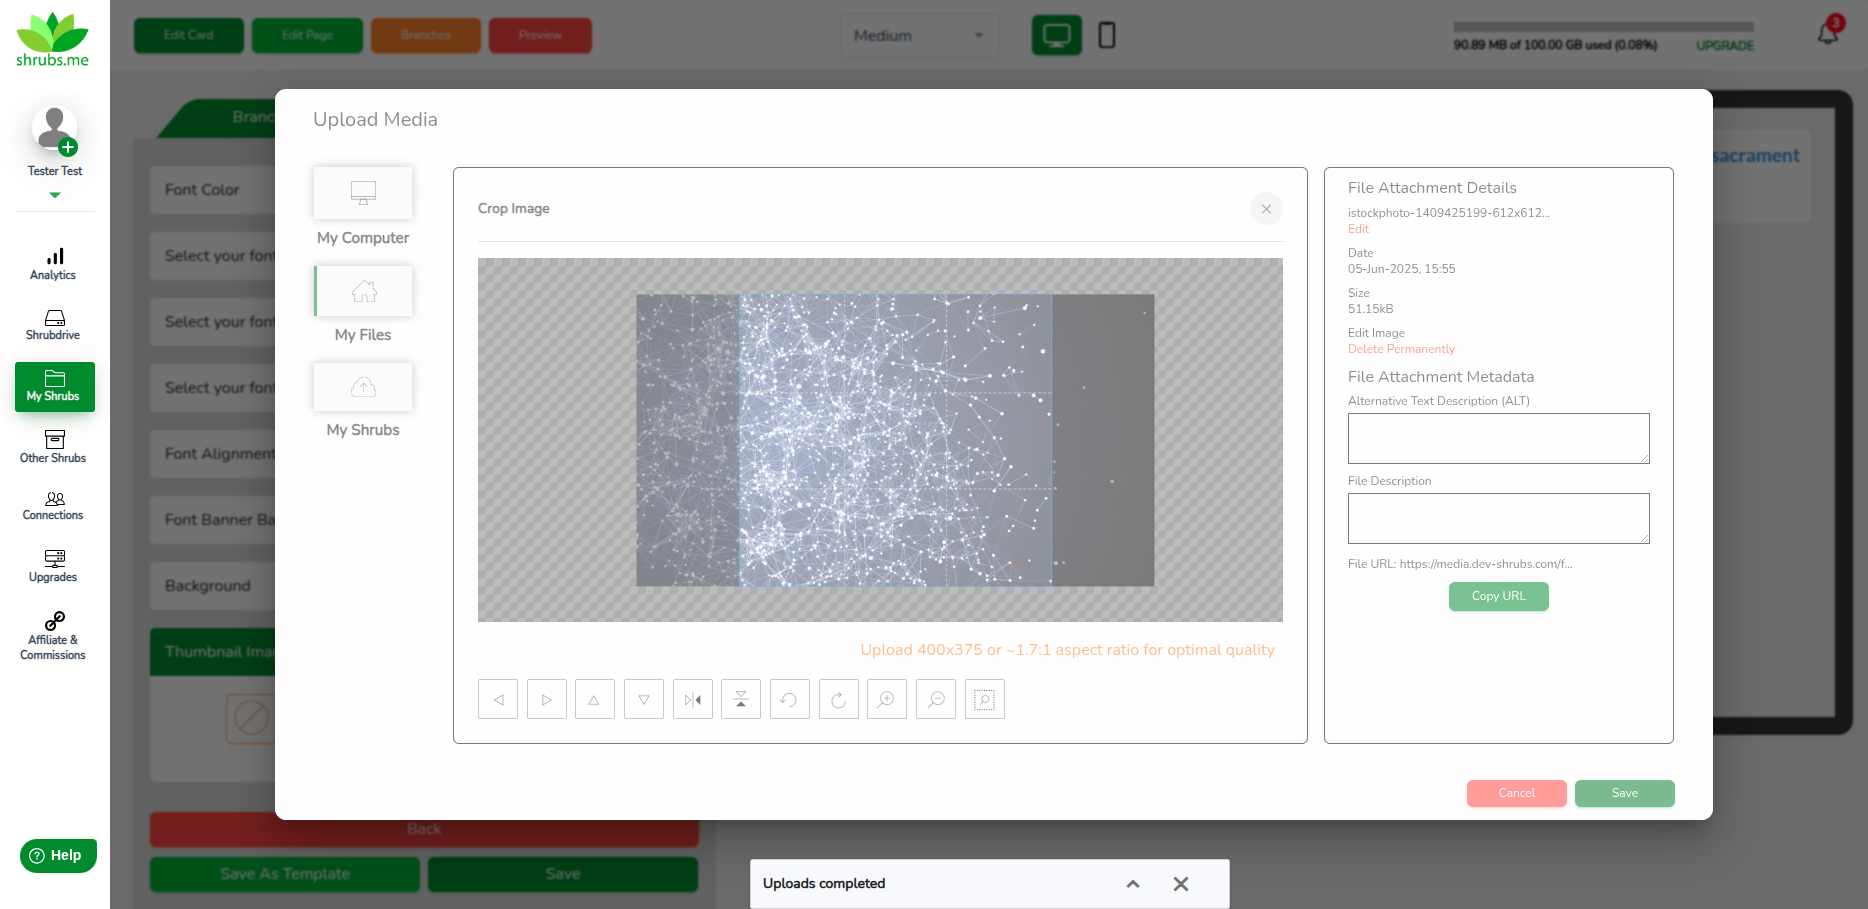 shrubs.me
Edit Card
Edit Page
Branches
Preview
Medium
90.89 MB of 100.00 GB used (0.08%)
UPGRADE
3
Tester Test
Analytics
Shrubdrive
My Shrubs
Other Shrubs
Connections
Upgrades
Affiliate &
Commissions
Help
Branc
Font Color
Select your fon
Select your fon
Select your fon
Font Alignment
Font Banner Ba
Background
Thumbnail Imag
Back
Save As Template
Save
sacrament
Upload Media
My Computer
My Files
My Shrubs
Crop Image
Upload 400x375 or ~1.7:1 aspect ratio for optimal quality
File Attachment Details
istockphoto-1409425199-612x612...
Edit
Date
05-Jun-2025, 15:55
Size
51.15kB
Edit Image
Delete Permanently
File Attachment Metadata
Alternative Text Description (ALT)
File Description
File URL: https://media.dev-shrubs.com/f...
Copy URL
Cancel
Save
Uploads completed